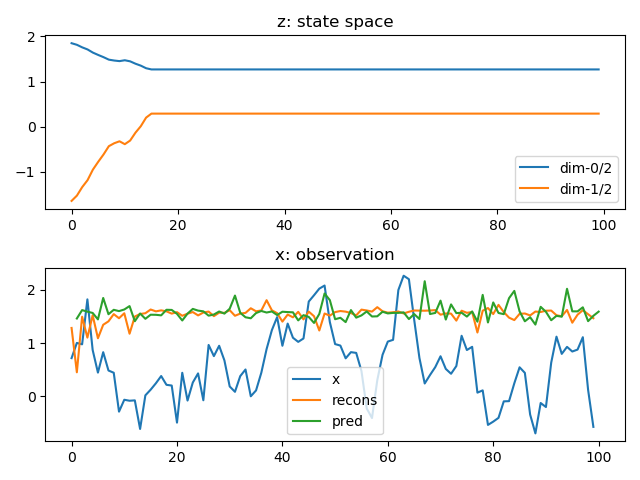 z: state space
2
1
0
−1
dim-0/2
dim-1/2
0 20 40 60 80 100
x: observation
2
1
0
x
recons
pred
0 20 40 60 80 100